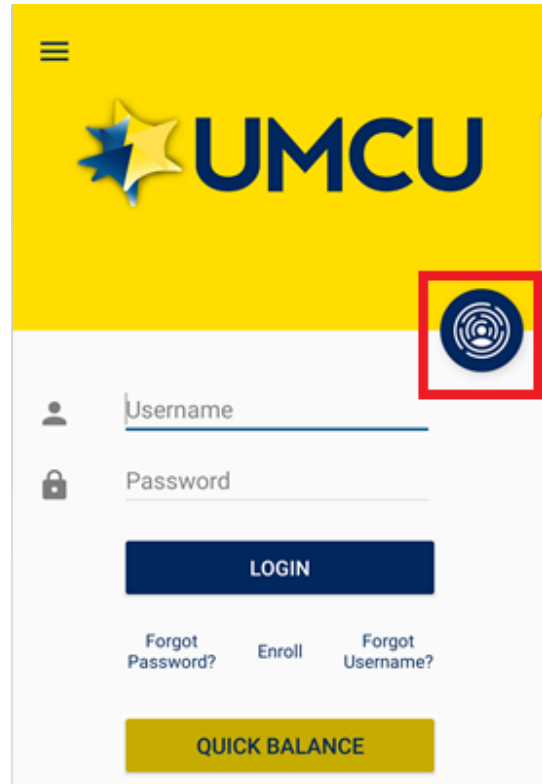 UMCU
Username
Password
LOGIN
Forgot
Password?
Enroll
Forgot
Username?
QUICK BALANCE